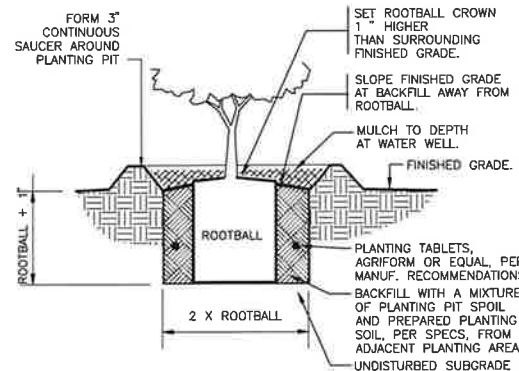 FORM 3"
CONTINUOUS
SAUCER AROUND
PLANTING PIT
SET ROOTBALL CROWN
1 " HIGHER
THAN SURROUNDING
FINISHED GRADE.
SLOPE FINISHED GRADE
AT BACKFILL AWAY FROM
ROOTBALL.
MULCH TO DEPTH
AT WATER WELL.
FINISHED GRADE.
ROOTBALL + 1"
ROOTBALL
2 X ROOTBALL
PLANTING TABLETS,
AGRIFORM OR EQUAL, PER
MANUF. RECOMMENDATIONS
BACKFILL WITH A MIXTURE
OF PLANTING PIT SPOIL
AND PREPARED PLANTING
SOIL, PER SPECS, FROM
ADJACENT PLANTING AREA
UNDISTURBED SUBGRADE